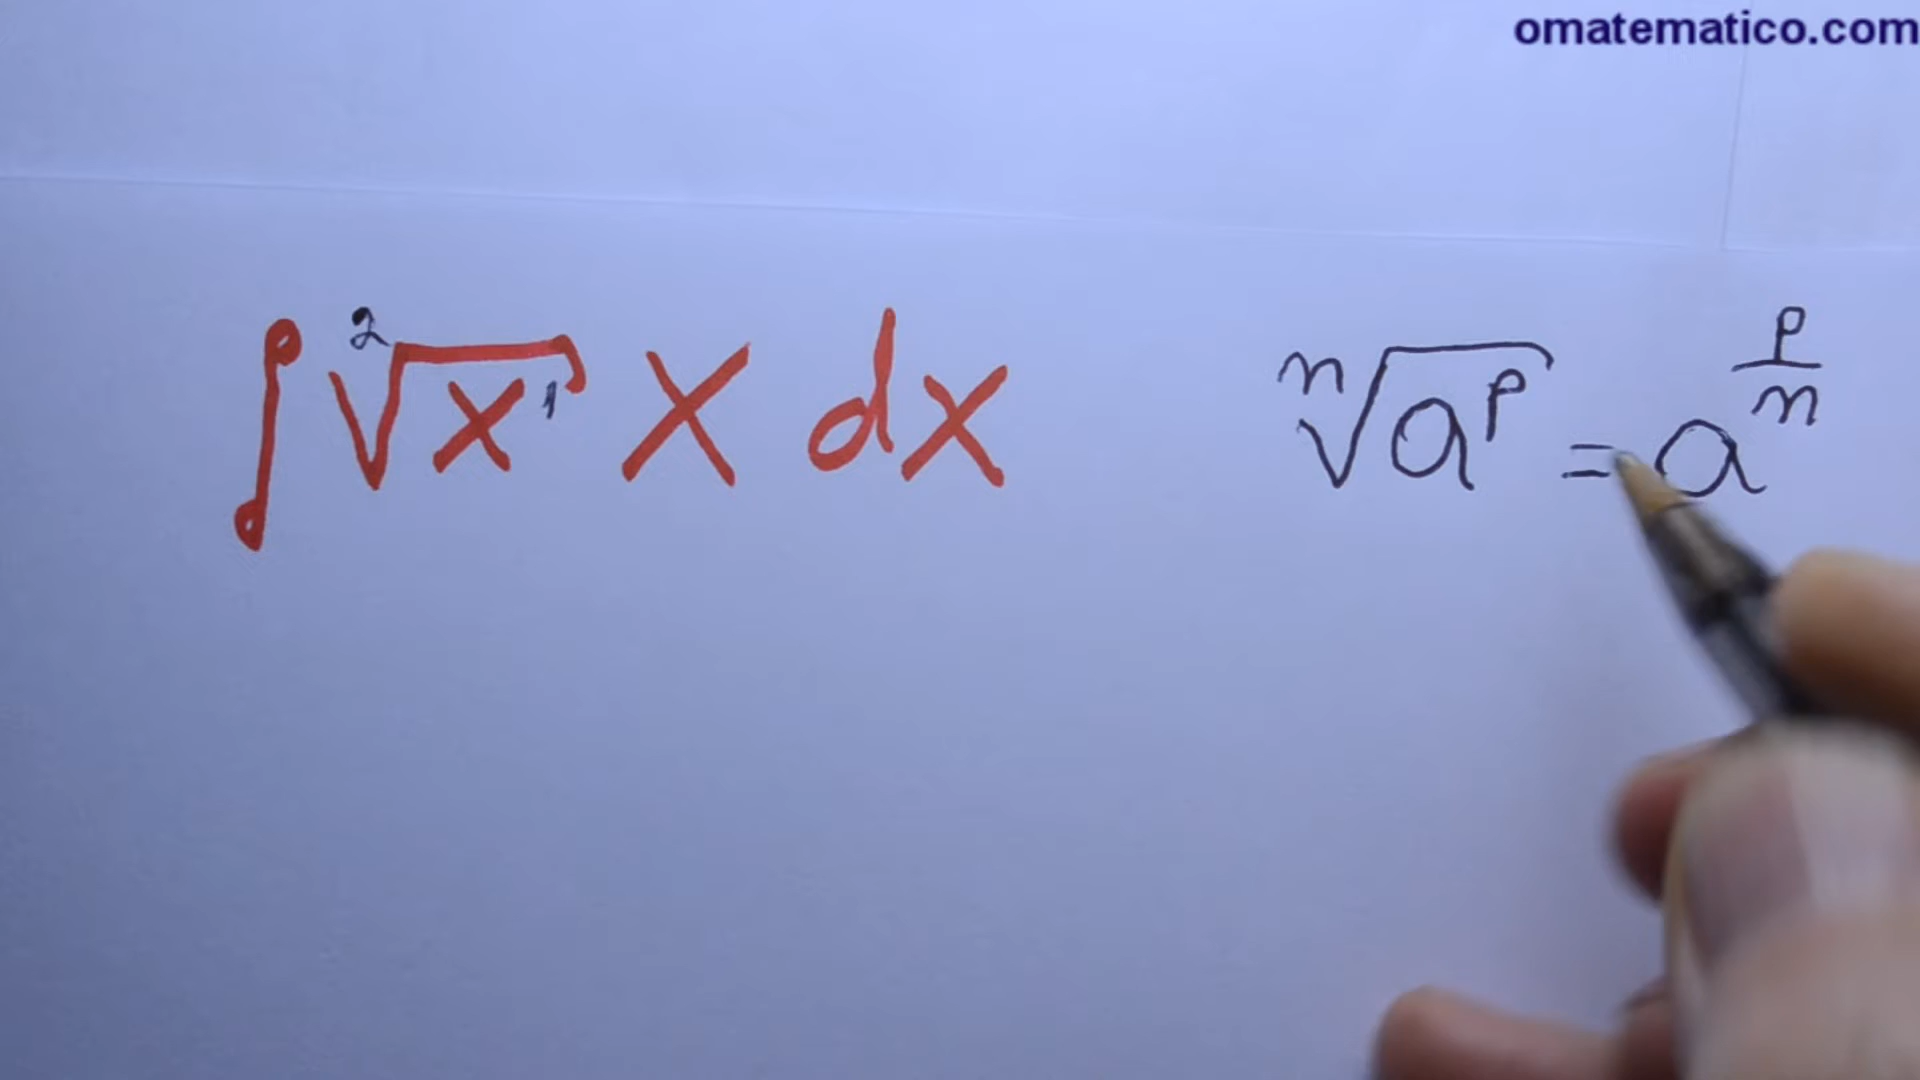 omatematico.com
∫ ²√x¹ x dx
ⁿ√aᵖ = a^(p/n)